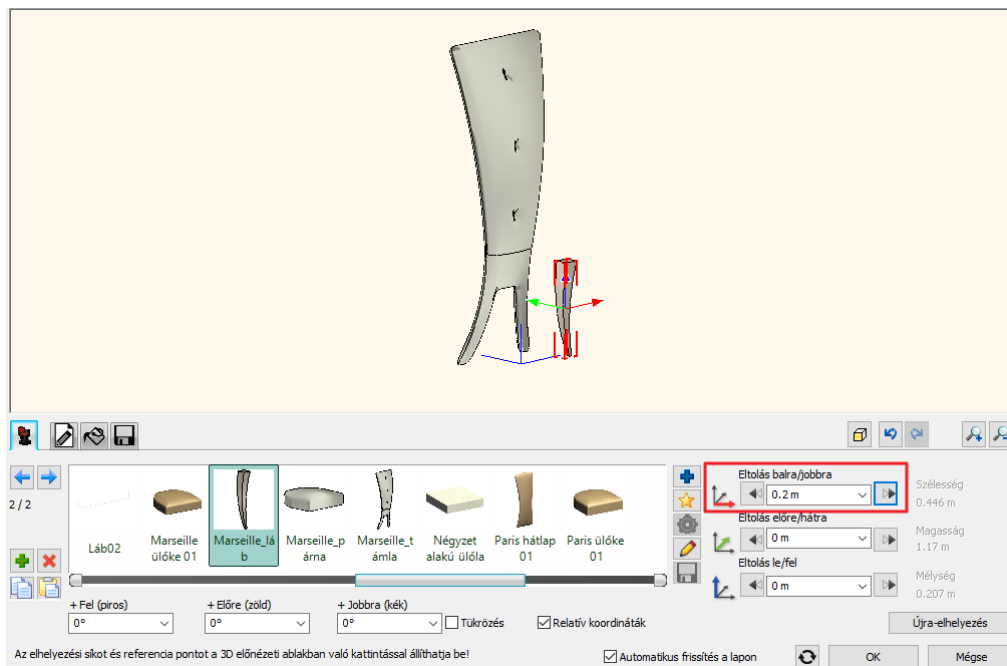 2 / 2
Láb02
Marseille
ülőke 01
Marseille_lá
b
Marseille_p
árna
Marseille_t
ámla
Négyzet
alakú ülőla
Paris hátlap
01
Paris ülőke
01
Eltolás balra/jobbra
0.2 m
Eltolás előre/hátra
0 m
Eltolás le/fel
0 m
Szélesség
0.446 m
Magasság
1.17 m
Mélység
0.207 m
+ Fel (piros)
0°
+ Előre (zöld)
0°
+ Jobbra (kék)
0°
Tükrözés
Relatív koordináták
Újra-elhelyezés
Az elhelyezési síkot és referencia pontot a 3D előnézeti ablakban való kattintással állíthatja be!
Automatikus frissítés a lapon
OK
Mégse